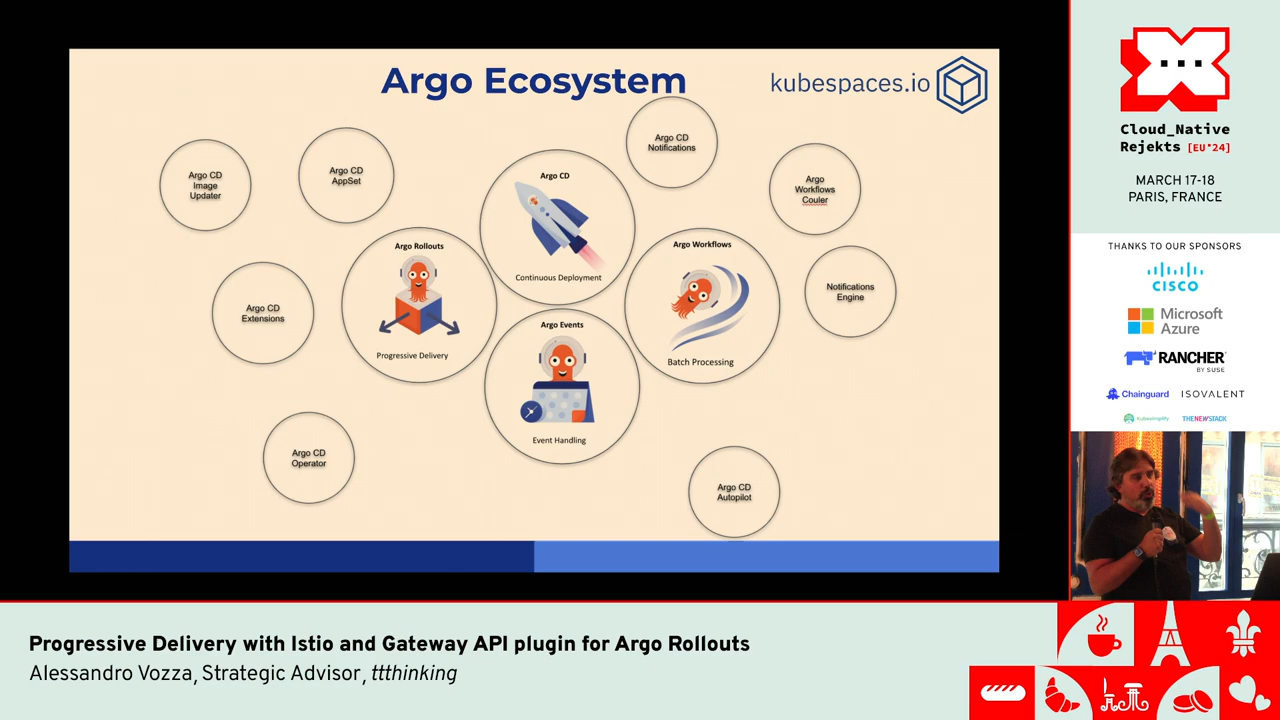 Argo Ecosystem
kubespaces.io
Argo CD
Image
Updater
Argo CD
AppSet
Argo CD
Continuous Deployment
Argo CD
Notifications
Argo
Workflows
Couler
Argo Rollouts
Progressive Delivery
Argo Workflows
Batch Processing
Argo CD
Extensions
Notifications
Engine
Argo Events
Event Handling
Argo CD
Operator
Argo CD
Autopilot
Cloud_Native
Rejekts [EU'24]
MARCH 17-18
PARIS, FRANCE
THANKS TO OUR SPONSORS
CISCO
Microsoft
Azure
RANCHER
BY SUSE
Chainguard
ISOVALENT
kubesimplify
THENEWSTACK
Progressive Delivery with Istio and Gateway API plugin for Argo Rollouts
Alessandro Vozza, Strategic Advisor, ttthinking